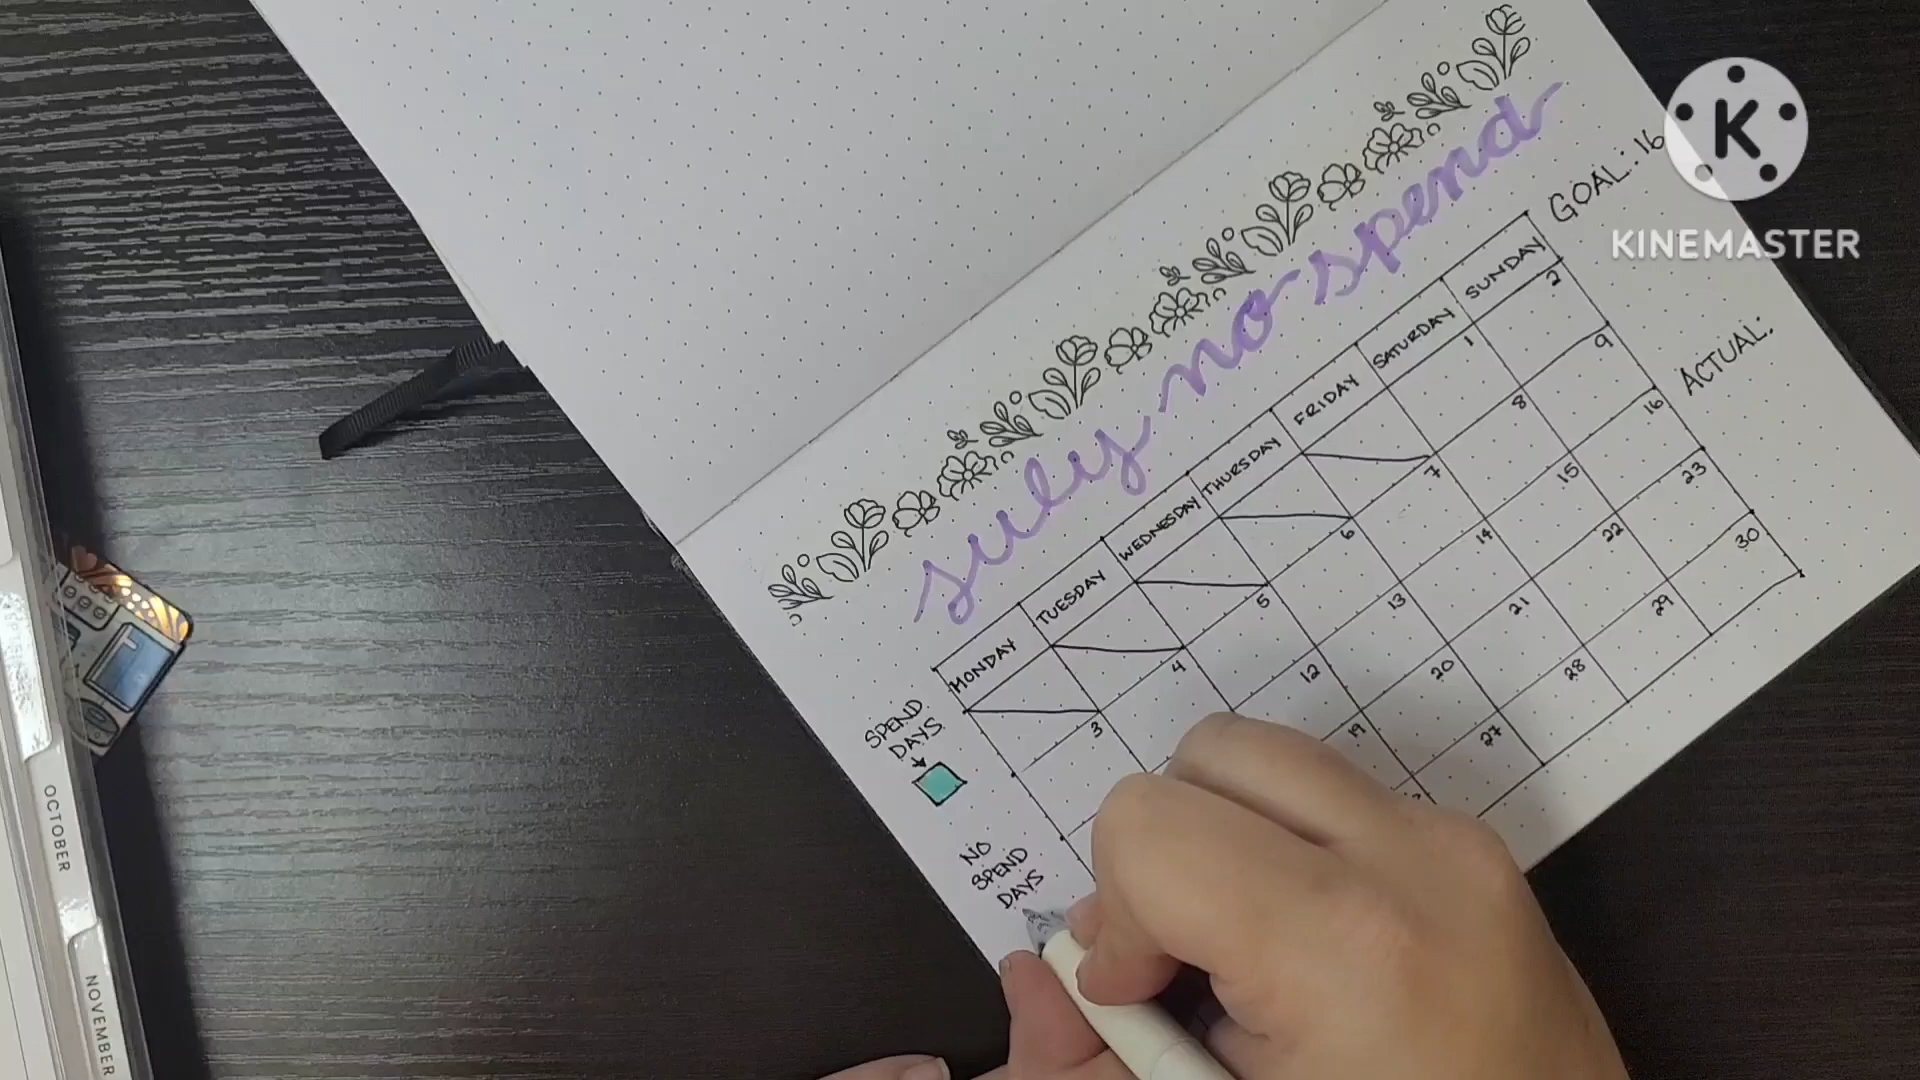 K
KINEMASTER
july no-spend
GOAL: 16
ACTUAL:
MONDAY TUESDAY WEDNESDAY THURSDAY FRIDAY SATURDAY SUNDAY
1 2
3 4 5 6 7 8 9
12 13 14 15 16
19 20 21 22 23
27 28 29 30
SPEND
DAYS
NO
SPEND
DAYS
OCTOBER
NOVEMBER